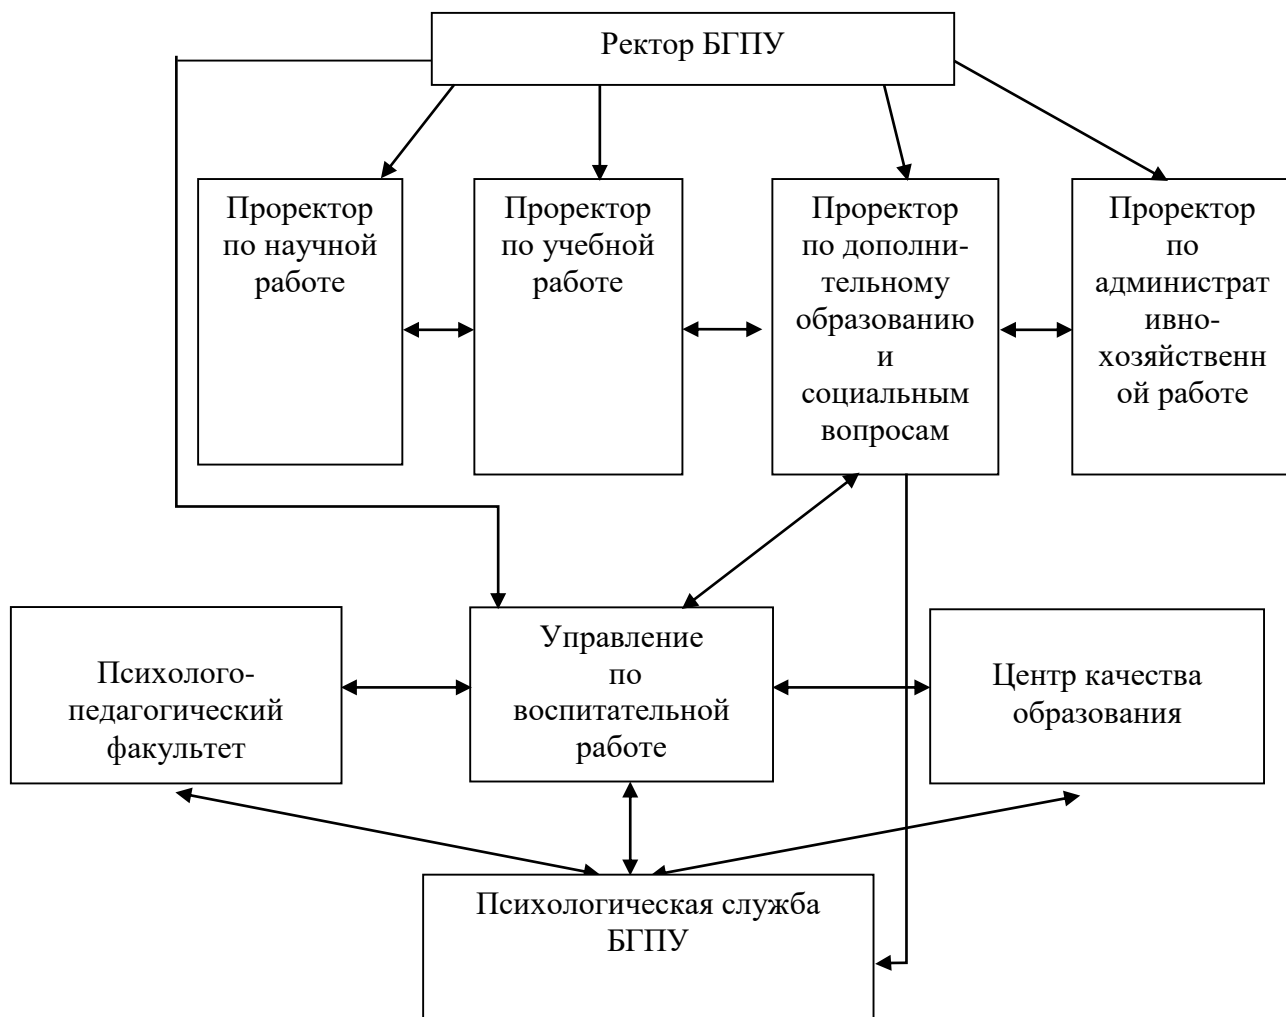 Ректор БГПУ
Проректор
по научной
работе
Проректор
по учебной
работе
Проректор
по дополни-
тельному
образованию
и
социальным
вопросам
Проректор
по
администрат
ивно-
хозяйственн
ой работе
Психолого-
педагогический
факультет
Управление
по
воспитательной
работе
Центр качества
образования
Психологическая служба
БГПУ